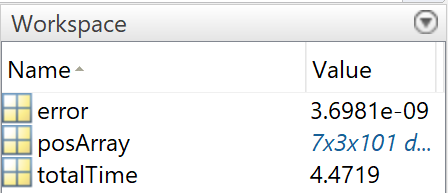 Workspace
Name Value
error 3.6981e-09
posArray 7x3x101 d...
totalTime 4.4719